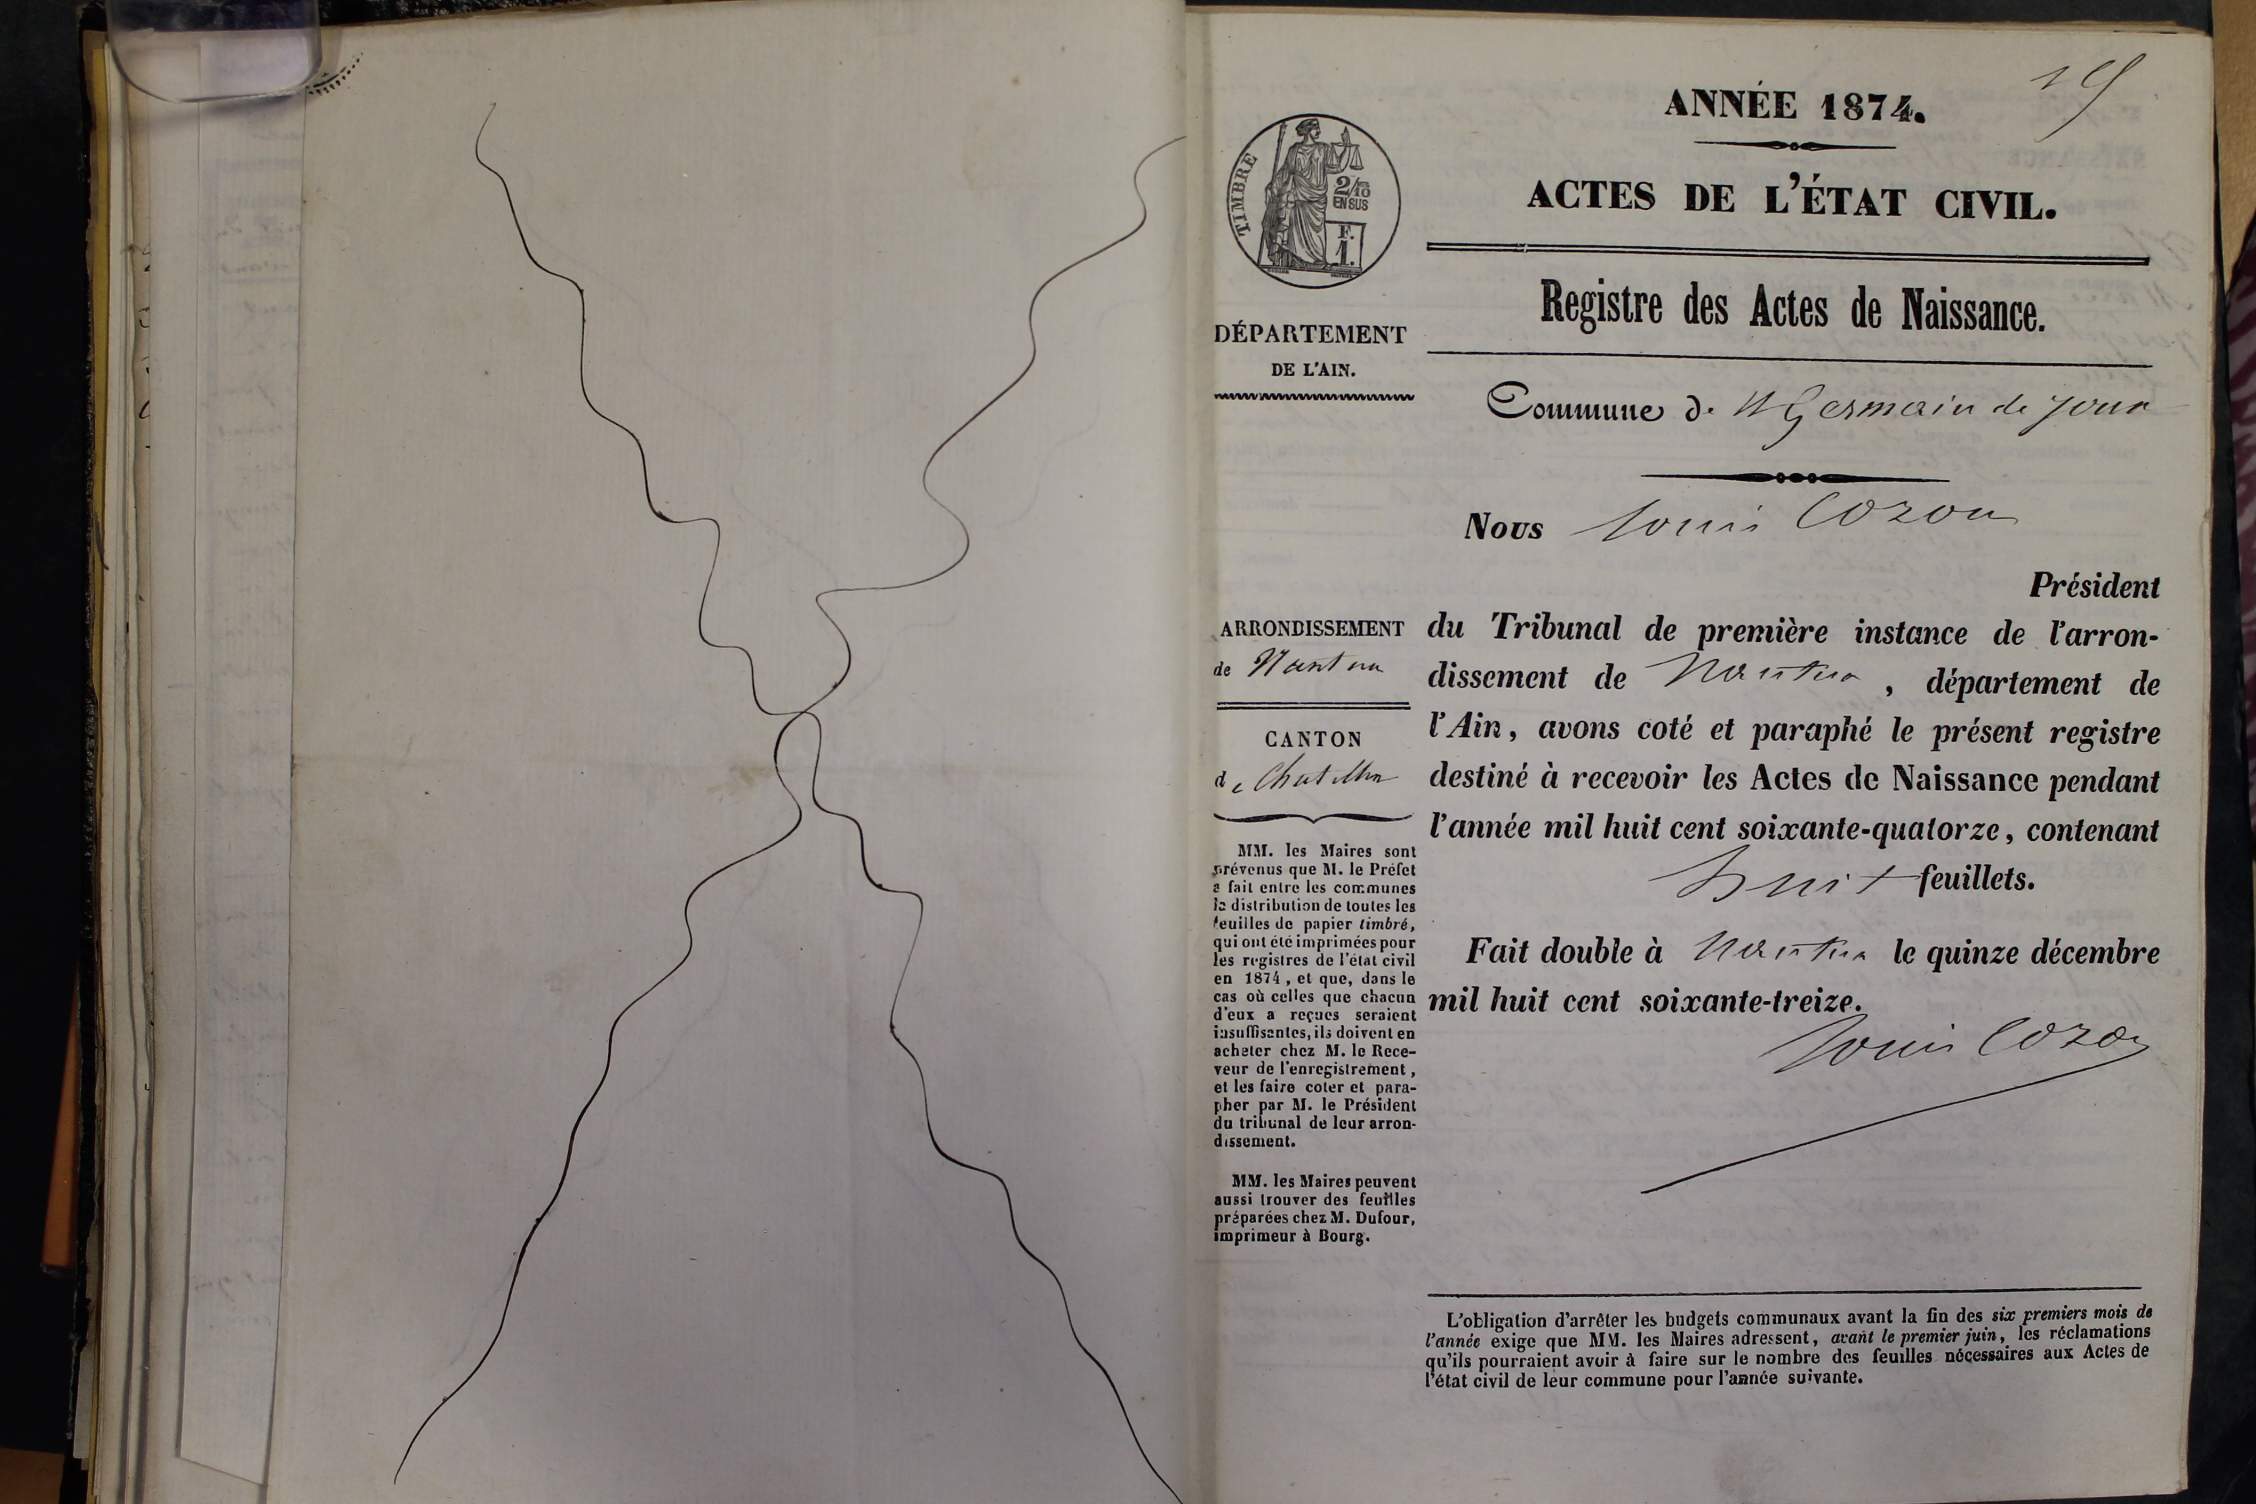 ANNÉE 1874.
ACTES DE L'ÉTAT CIVIL.
TIMBRE
2/10
EN SUS
F.
1.
Registre des Actes de Naissance.
DÉPARTEMENT
DE L'AIN.
Commune de St Germain de Joux
Nous Louis Cozon
Président
du Tribunal de première instance de l'arron-
dissement de Nantua, département de
l'Ain, avons coté et paraphé le présent registre
destiné à recevoir les Actes de Naissance pendant
l'année mil huit cent soixante-quatorze, contenant
huit feuillets.
Fait double à Nantua le quinze décembre
mil huit cent soixante-treize.
Louis Cozon
ARRONDISSEMENT
de Nantua
CANTON
de Chatillon
MM. les Maires sont
prévenus que M. le Préfet
a fait entre les communes
la distribution de toutes les
feuilles de papier timbré,
qui ont été imprimées pour
les registres de l'état civil
en 1874, et que, dans le
cas où celles que chacun
d'eux a reçues seraient
insuffisantes, ils doivent en
acheter chez M. le Rece-
veur de l'enregistrement,
et les faire coter et para-
pher par M. le Président
du tribunal de leur arron-
dissement.
MM. les Maires peuvent
aussi trouver des feuilles
préparées chez M. Dufour,
imprimeur à Bourg.
L'obligation d'arrêter les budgets communaux avant la fin des six premiers mois de
l'année exige que MM. les Maires adressent, avant le premier juin, les réclamations
qu'ils pourraient avoir à faire sur le nombre des feuilles nécessaires aux Actes de
l'état civil de leur commune pour l'année suivante.